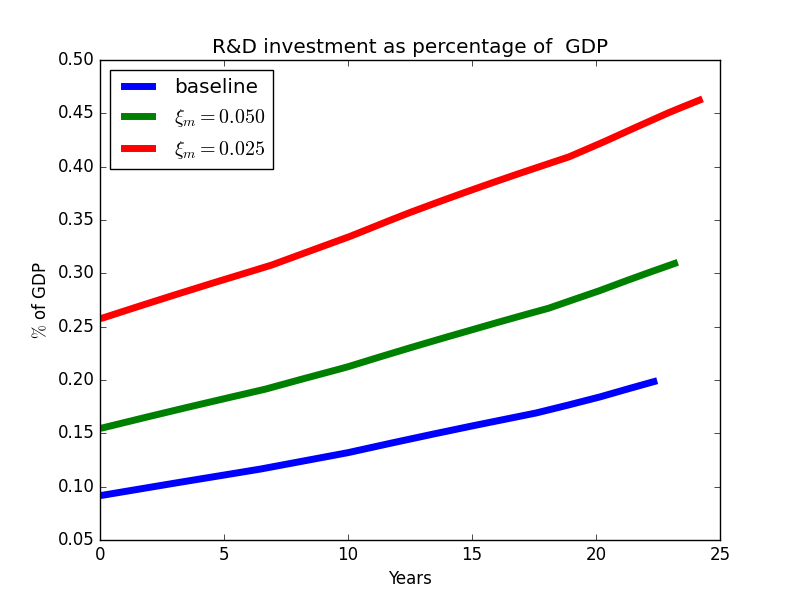 R&D investment as percentage of  GDP
baseline
ξₘ = 0.050
ξₘ = 0.025
% of GDP
0.50
0.45
0.40
0.35
0.30
0.25
0.20
0.15
0.10
0.05
0 5 10 15 20 25
Years